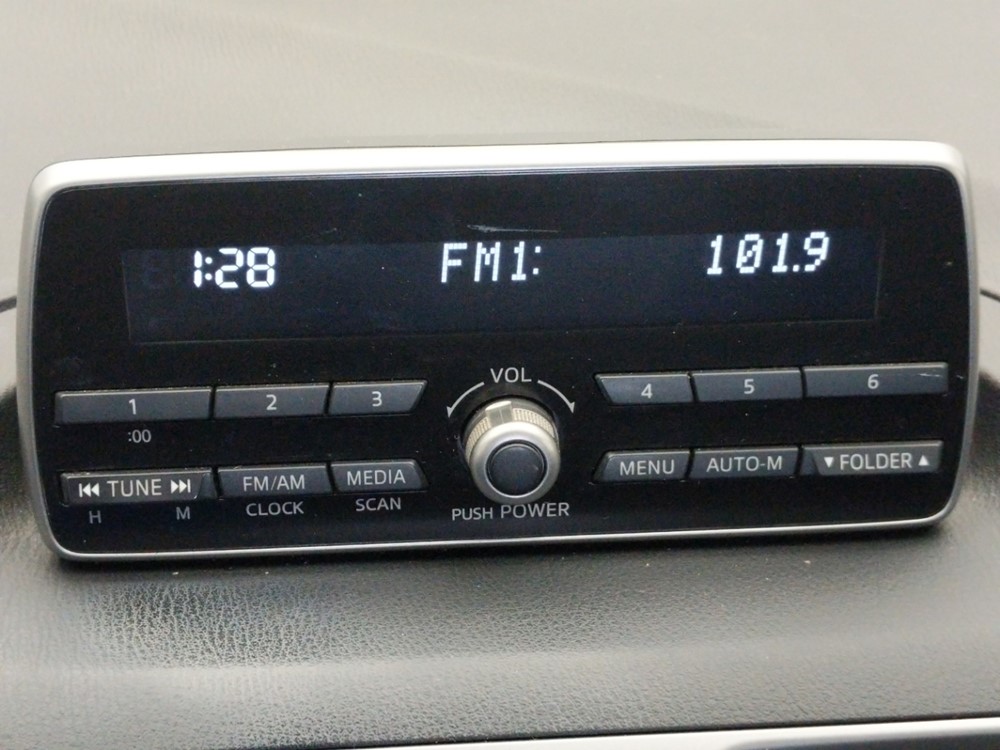 1:28 FM1: 101.9
VOL
1 2 3 4 5 6
:00
⏮ TUNE ⏭ FM/AM MEDIA MENU AUTO-M ▼ FOLDER ▲
H M CLOCK SCAN PUSH POWER